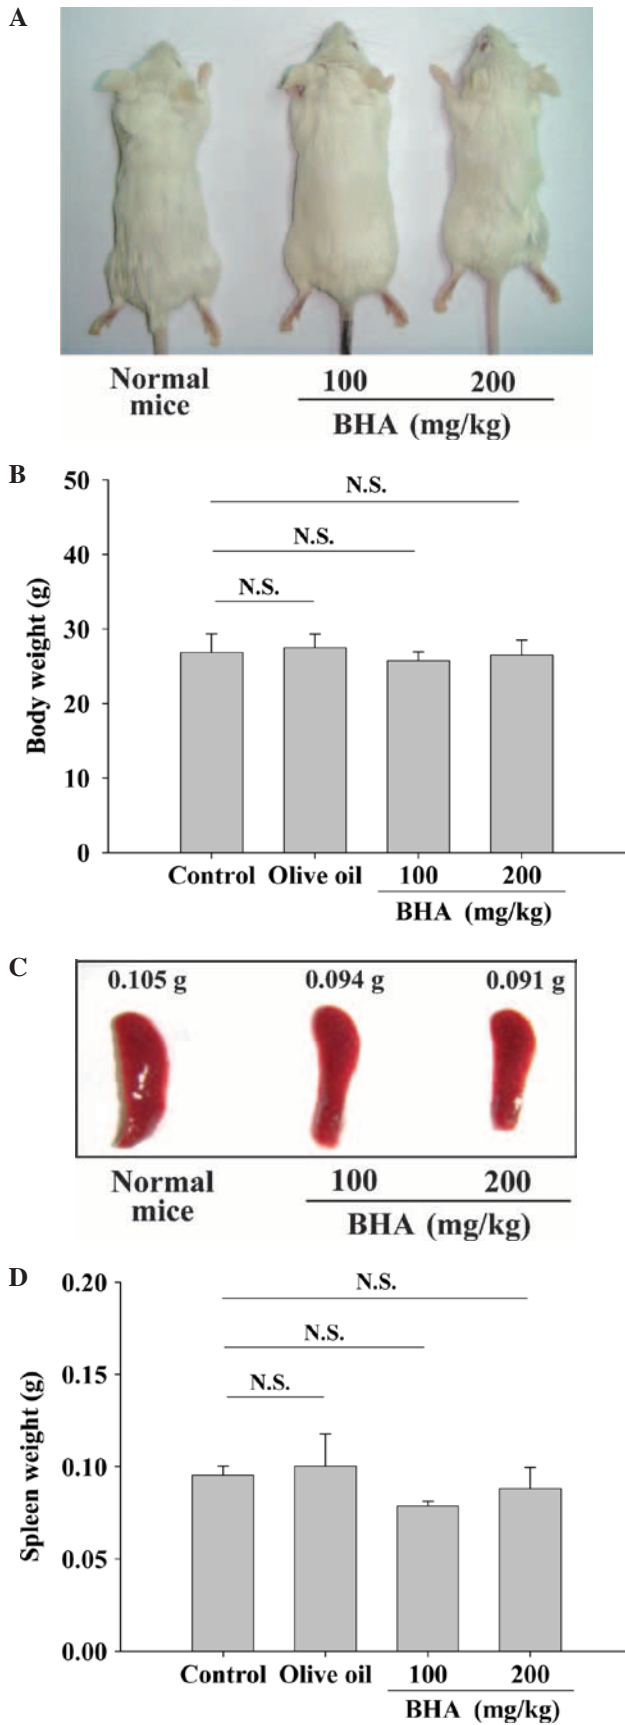 A
Normal
mice
100 200
BHA (mg/kg)
B
50
40
30
20
10
0
Body weight (g)
N.S.
N.S.
N.S.
Control Olive oil 100 200
BHA (mg/kg)
C
0.105 g 0.094 g 0.091 g
Normal
mice
100 200
BHA (mg/kg)
D
0.20
0.15
0.10
0.05
0.00
Spleen weight (g)
N.S.
N.S.
N.S.
Control Olive oil 100 200
BHA (mg/kg)